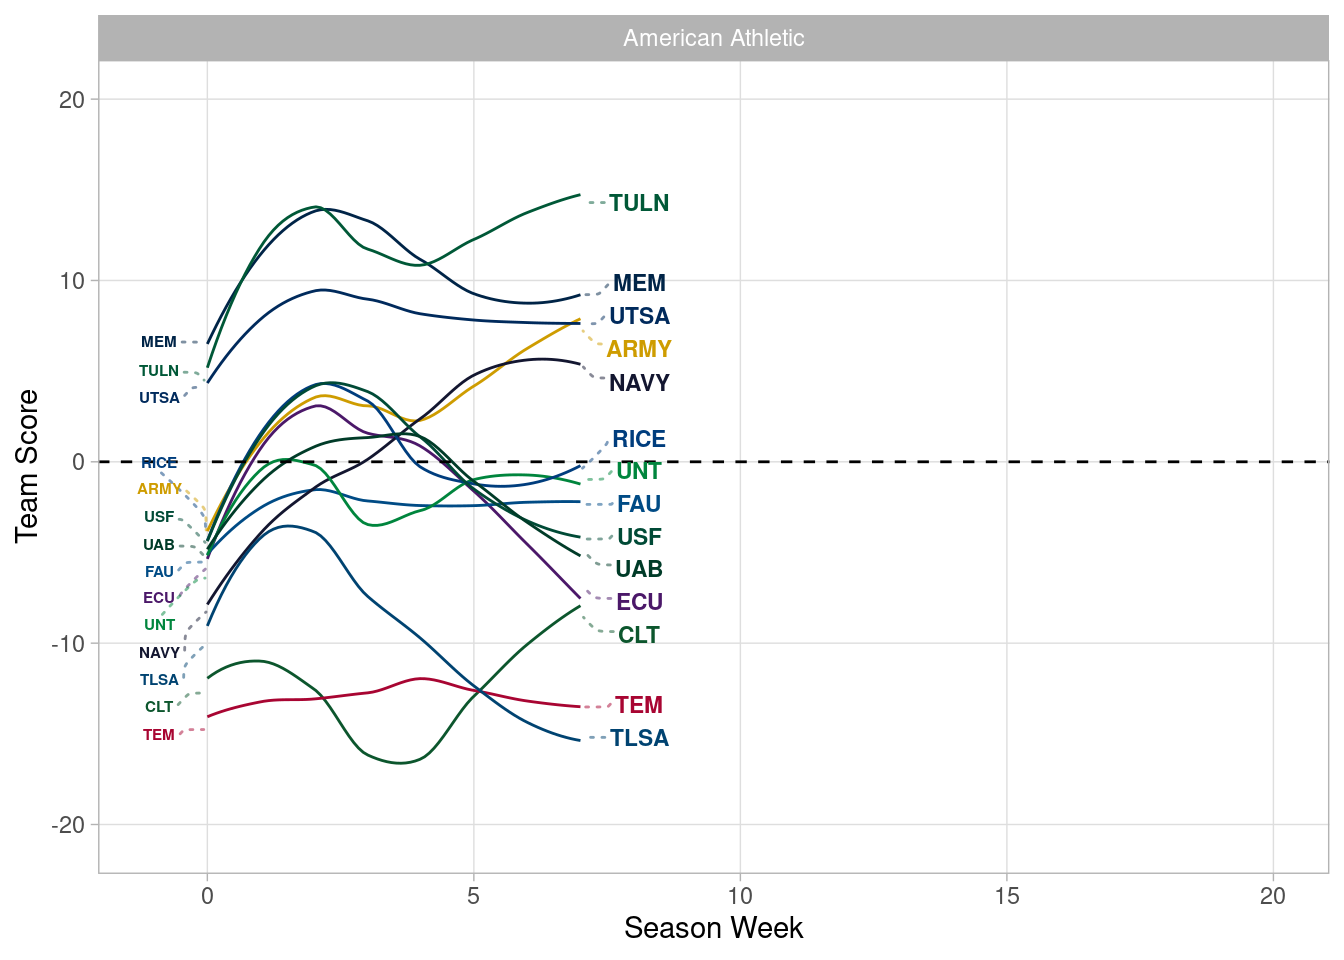 American Athletic
Team Score
20
10
0
-10
-20
MEM
TULN
UTSA
RICE
ARMY
USF
UAB
FAU
ECU
UNT
NAVY
TLSA
CLT
TEM
TULN
MEM
UTSA
ARMY
NAVY
RICE
UNT
FAU
USF
UAB
ECU
CLT
TEM
TLSA
0 5 10 15 20
Season Week